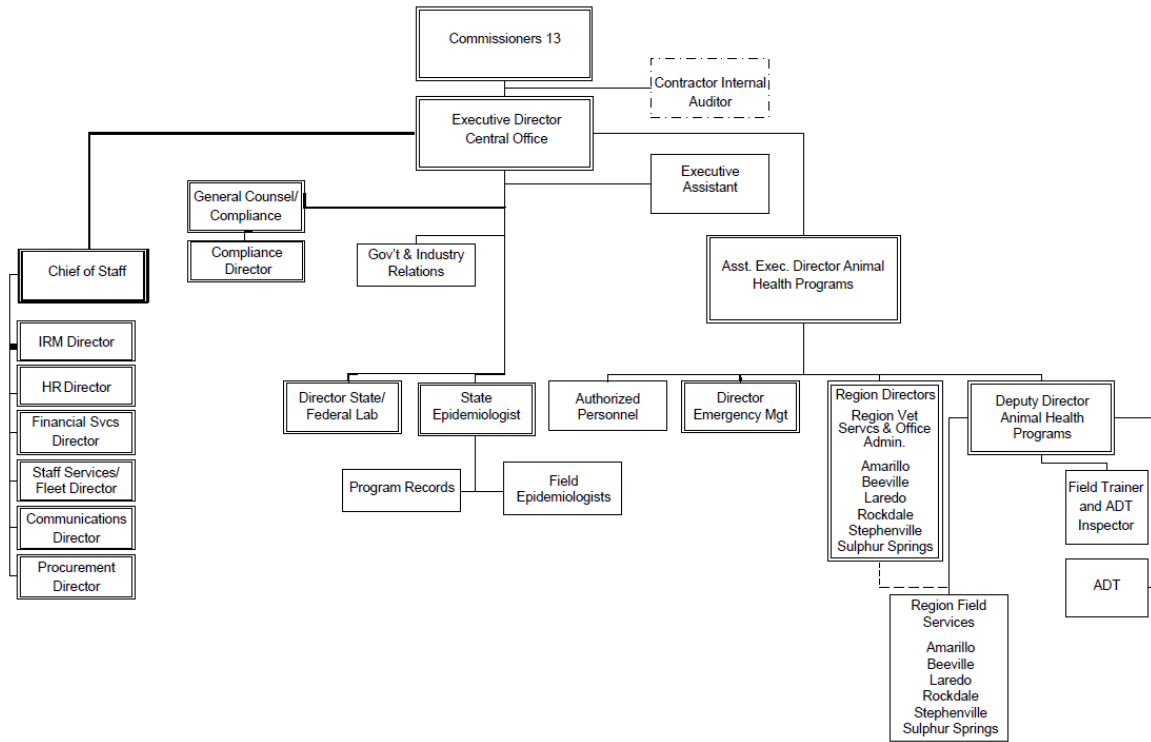 Commissioners 13
Contractor Internal
Auditor
Executive Director
Central Office
Executive
Assistant
General Counsel/
Compliance
Compliance
Director
Gov't & Industry
Relations
Chief of Staff
Asst. Exec. Director Animal
Health Programs
IRM Director
HR Director
Financial Svcs
Director
Staff Services/
Fleet Director
Communications
Director
Procurement
Director
Director State/
Federal Lab
State
Epidemiologist
Program Records
Field
Epidemiologists
Authorized
Personnel
Director
Emergency Mgt
Region Directors
Region Vet
Servcs & Office
Admin.
Amarillo
Beeville
Laredo
Rockdale
Stephenville
Sulphur Springs
Deputy Director
Animal Health
Programs
Field Trainer
and ADT
Inspector
ADT
Region Field
Services
Amarillo
Beeville
Laredo
Rockdale
Stephenville
Sulphur Springs